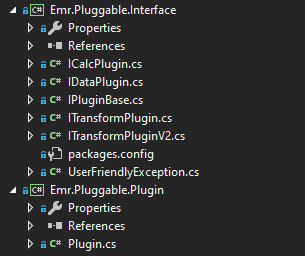 C# Emr.Pluggable.Interface
Properties
References
C# ICalcPlugin.cs
C# IDataPlugin.cs
C# IPluginBase.cs
C# ITransformPlugin.cs
C# ITransformPluginV2.cs
packages.config
C# UserFriendlyException.cs
C# Emr.Pluggable.Plugin
Properties
References
C# Plugin.cs